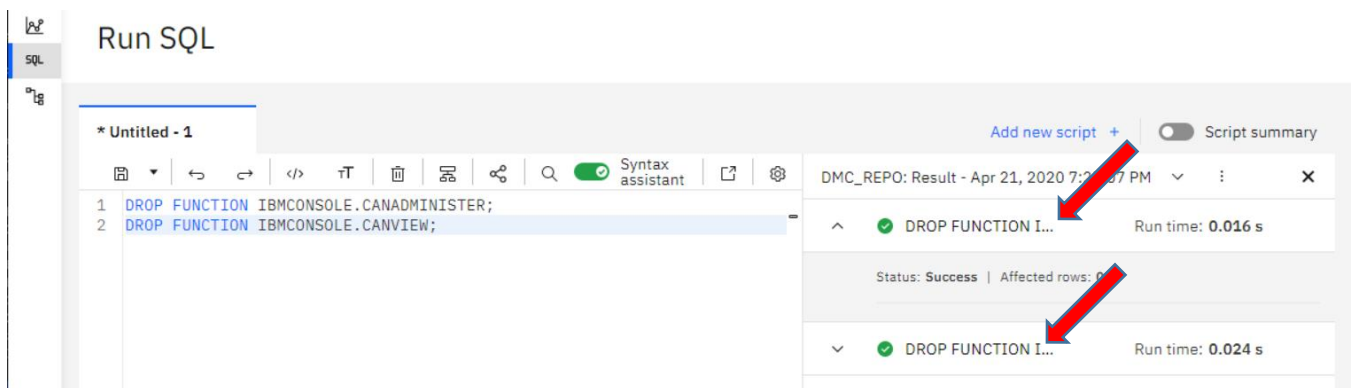 Run SQL
SQL
* Untitled - 1
Add new script +
Script summary
Syntax
assistant
DMC_REPO: Result - Apr 21, 2020 PM
1 DROP FUNCTION IBMCONSOLE.CANADMINISTER;
2 DROP FUNCTION IBMCONSOLE.CANVIEW;
DROP FUNCTION I... Run time: 0.016 s
Status: Success | Affected rows:
DROP FUNCTION I... Run time: 0.024 s